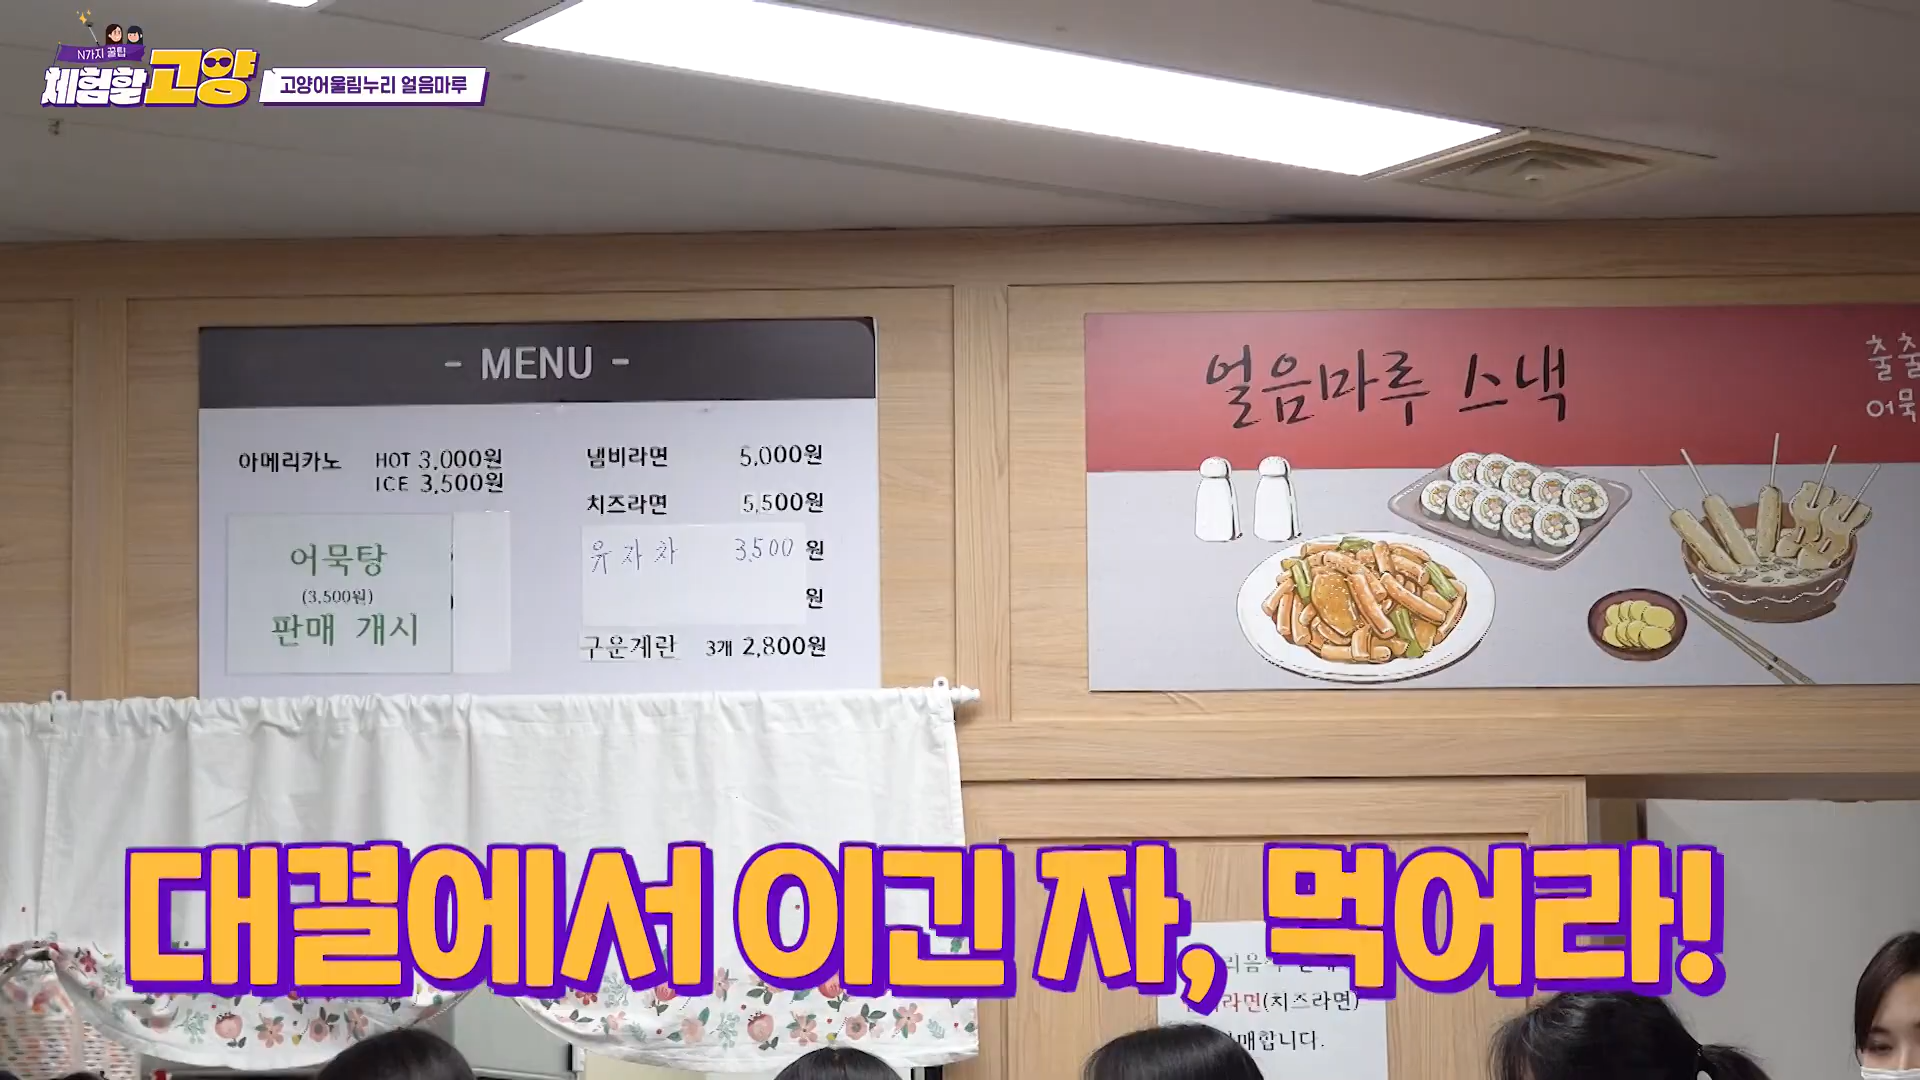 N가지 꿀팁
체험할 고양
고양어울림누리 얼음마루
- MENU -
아메리카노 HOT 3,000원
ICE 3,500원
어묵탕
(3,500원)
판매 개시
냄비라면 5,000원
치즈라면 5,500원
유자차 3,500 원
원
구운계란 3개 2,800원
얼음마루 스낵
출출
어묵
대결에서 이긴 자, 먹어라!
라면(치즈라면)
매합니다.